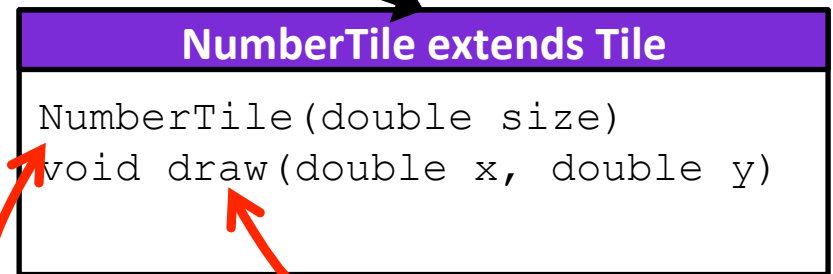 NumberTile extends Tile
NumberTile(double size)
void draw(double x, double y)